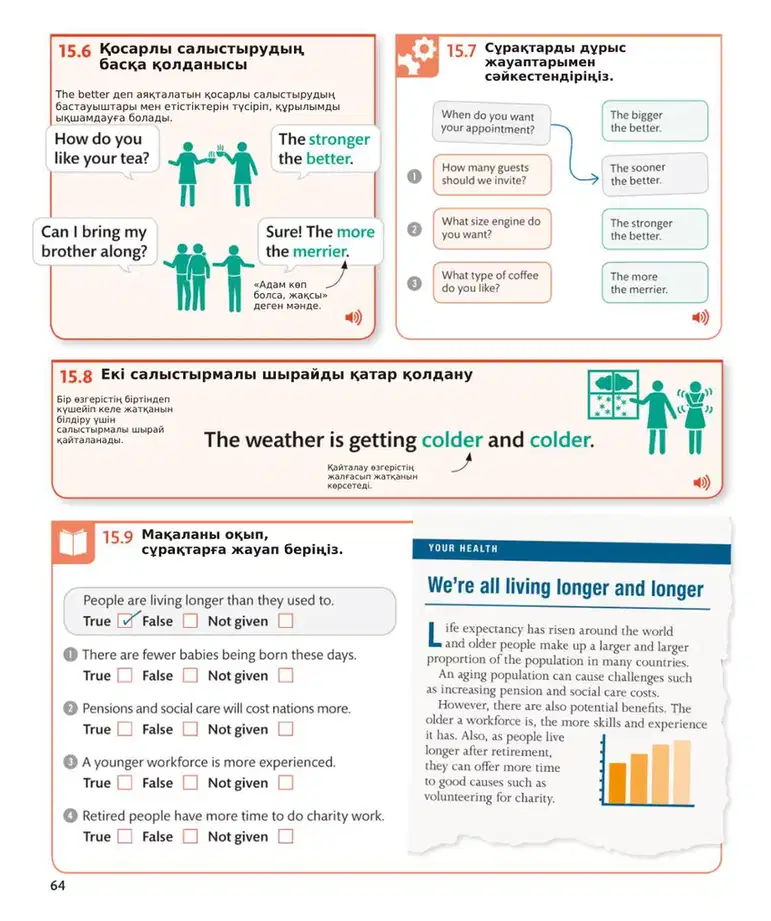 15.6 Қосарлы салыстырудың
басқа қолданысы
The better деп аяқталатын қосарлы салыстырудың
бастауыштары мен етістіктерін түсіріп, құрылымды
ықшамдауға болады.
How do you
like your tea?
The stronger
the better.
Can I bring my
brother along?
Sure! The more
the merrier.
«Адам көп
болса, жақсы»
деген мәнде.
15.7 Сұрақтарды дұрыс
жауаптарымен
сәйкестендіріңіз.
When do you want
your appointment?
The bigger
the better.
1 How many guests
should we invite?
The sooner
the better.
2 What size engine do
you want?
The stronger
the better.
3 What type of coffee
do you like?
The more
the merrier.
15.8 Екі салыстырмалы шырайды қатар қолдану
Бір өзгерістің біртіндеп
күшейіп келе жатқанын
білдіру үшін
салыстырмалы шырай
қайталанады.
The weather is getting colder and colder.
Қайталау өзгерістің
жалғасып жатқанын
көрсетеді.
15.9 Мақаланы оқып,
сұрақтарға жауап беріңіз.
People are living longer than they used to.
True ✓ False Not given
1 There are fewer babies being born these days.
True False Not given
2 Pensions and social care will cost nations more.
True False Not given
3 A younger workforce is more experienced.
True False Not given
4 Retired people have more time to do charity work.
True False Not given
YOUR HEALTH
We're all living longer and longer
Life expectancy has risen around the world
and older people make up a larger and larger
proportion of the population in many countries.
An aging population can cause challenges such
as increasing pension and social care costs.
However, there are also potential benefits. The
older a workforce is, the more skills and experience
it has. Also, as people live
longer after retirement,
they can offer more time
to good causes such as
volunteering for charity.
64